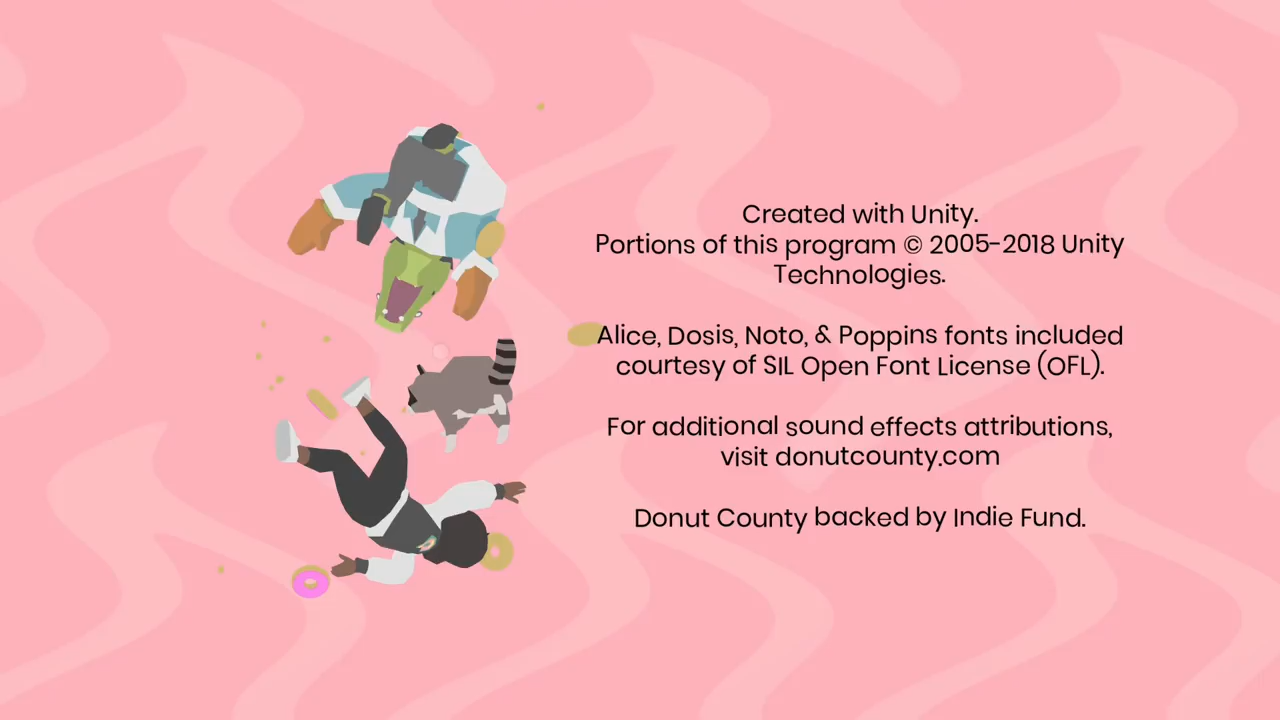 Created with Unity.
Portions of this program © 2005-2018 Unity
Technologies.
Alice, Dosis, Noto, & Poppins fonts included
courtesy of SIL Open Font License (OFL).
For additional sound effects attributions,
visit donutcounty.com
Donut County backed by Indie Fund.